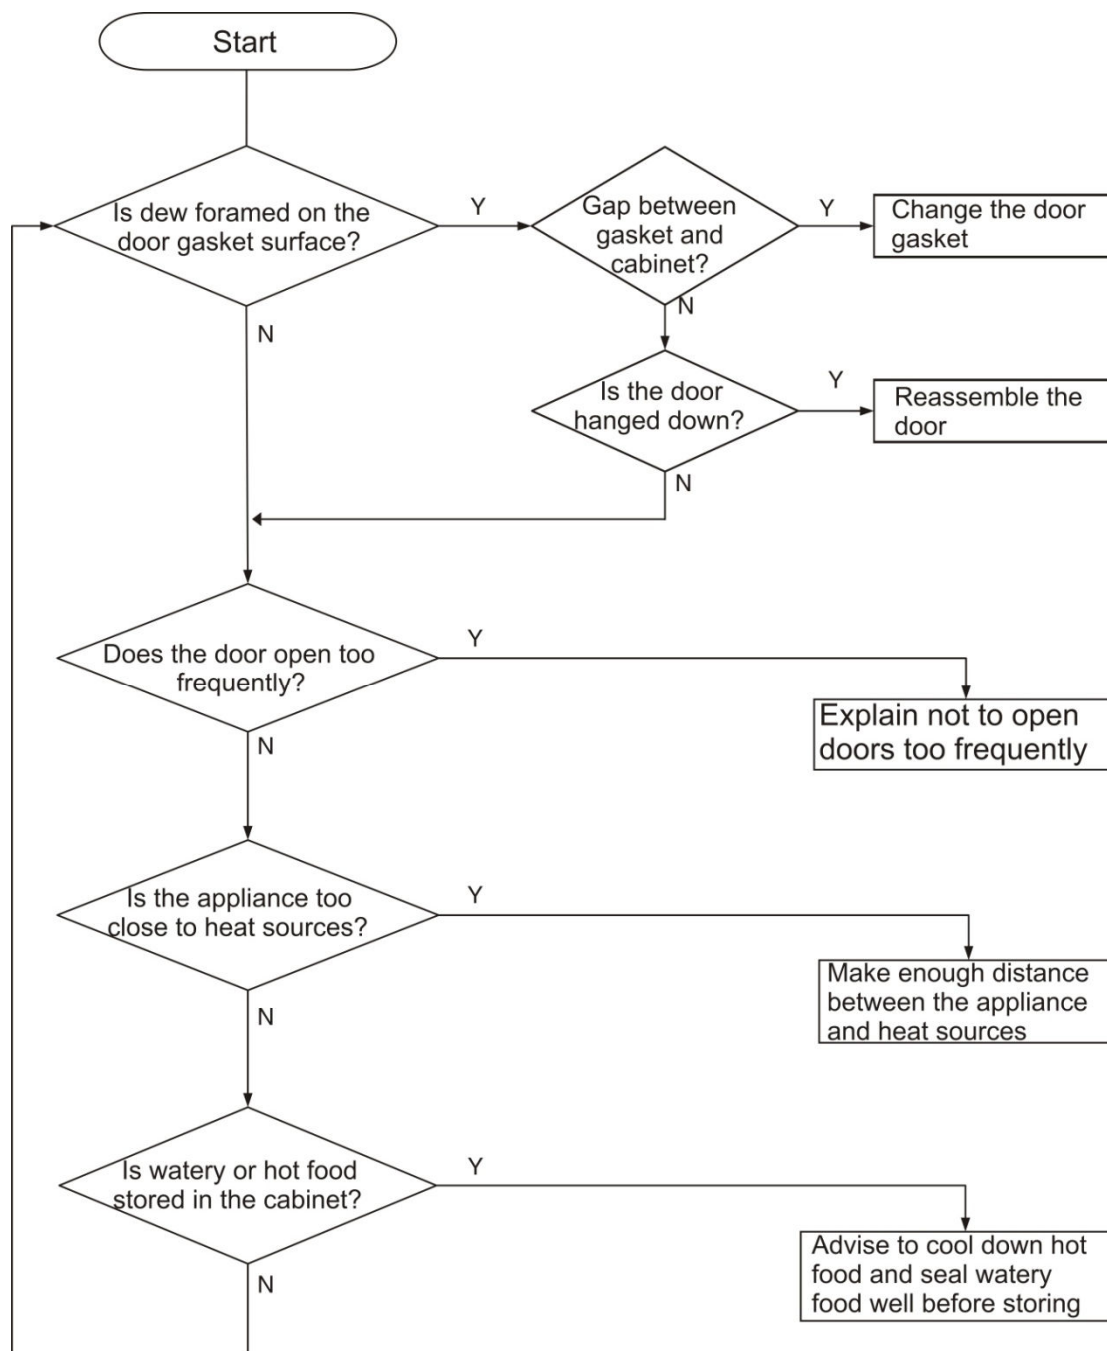 Start
Is dew foramed on the
door gasket surface?
Y
Gap between
gasket and
cabinet?
Y
Change the door
gasket
N
N
Is the door
hanged down?
Y
Reassemble the
door
N
Does the door open too
frequently?
Y
Explain not to open
doors too frequently
N
Is the appliance too
close to heat sources?
Y
Make enough distance
between the appliance
and heat sources
N
Is watery or hot food
stored in the cabinet?
Y
Advise to cool down hot
food and seal watery
food well before storing
N